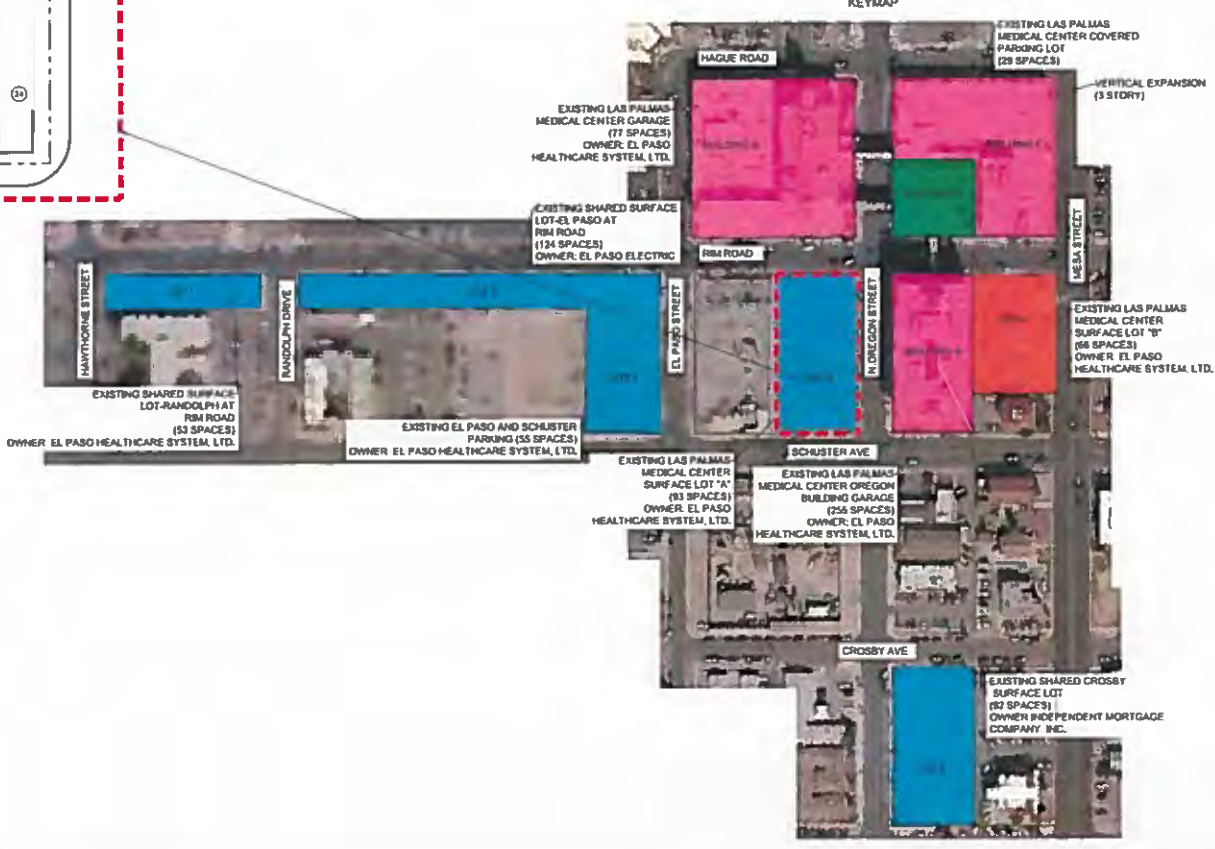 KEYMAP
34
EXISTING LAS PALMAS
MEDICAL CENTER COVERED
PARKING LOT
(29 SPACES)
HAGUE ROAD
VERTICAL EXPANSION
(3 STORY)
EXISTING LAS PALMAS
MEDICAL CENTER GARAGE
(77 SPACES)
OWNER: EL PASO
HEALTHCARE SYSTEM, LTD.
EXISTING SHARED SURFACE
LOT-EL PASO AT
RIM ROAD
(124 SPACES)
OWNER: EL PASO ELECTRIC
RIM ROAD
MESA STREET
HAWTHORNE STREET
RANDOLPH DRIVE
EL PASO STREET
N.OREGON STREET
EXISTING LAS PALMAS
MEDICAL CENTER
SURFACE LOT "B"
(66 SPACES)
OWNER EL PASO
HEALTHCARE SYSTEM, LTD.
EXISTING SHARED SURFACE
LOT-RANDOLPH AT
RIM ROAD
(53 SPACES)
OWNER EL PASO HEALTHCARE SYSTEM, LTD.
EXISTING EL PASO AND SCHUSTER
PARKING (55 SPACES)
OWNER EL PASO HEALTHCARE SYSTEM, LTD.
SCHUSTER AVE
EXISTING LAS PALMAS
MEDICAL CENTER
SURFACE LOT "A"
(93 SPACES)
OWNER EL PASO
HEALTHCARE SYSTEM, LTD.
EXISTING LAS PALMAS
MEDICAL CENTER OREGON
BUILDING GARAGE
(255 SPACES)
OWNER: EL PASO
HEALTHCARE SYSTEM, LTD.
CROSBY AVE
EXISTING SHARED CROSBY
SURFACE LOT
(92 SPACES)
OWNER INDEPENDENT MORTGAGE
COMPANY INC.